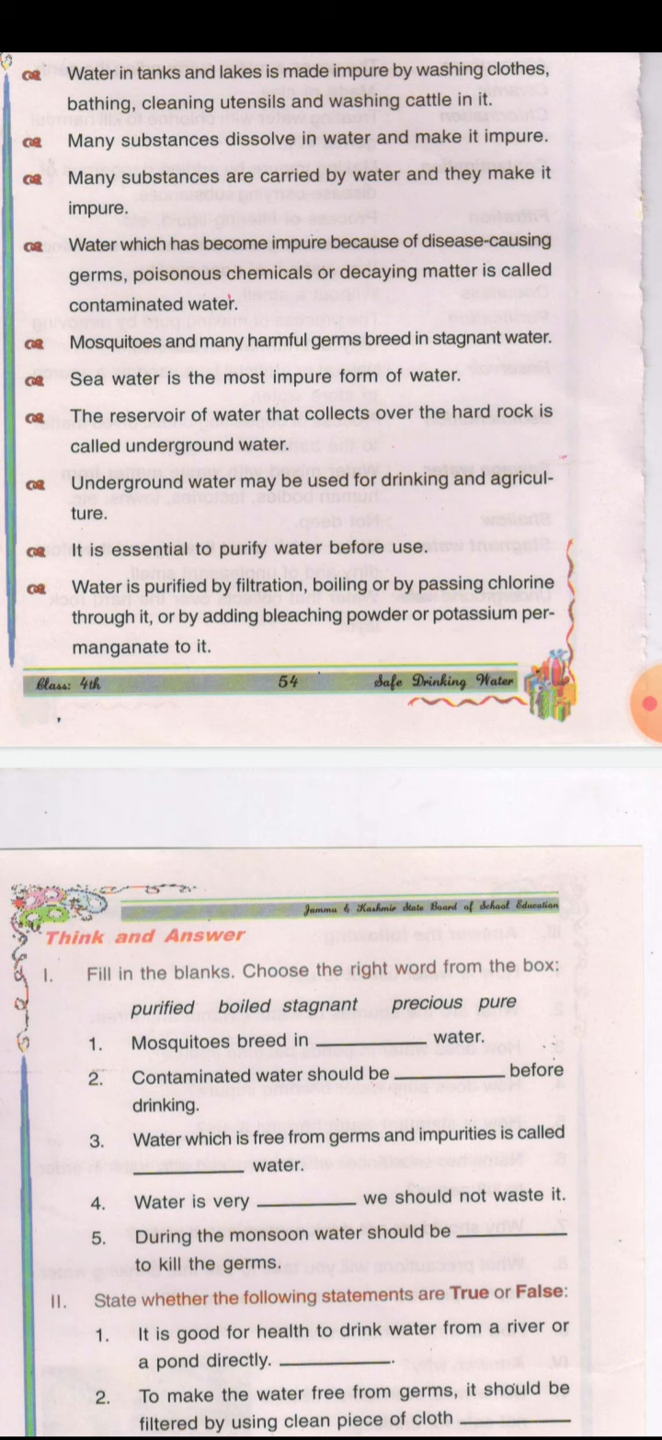 Water in tanks and lakes is made impure by washing clothes,
bathing, cleaning utensils and washing cattle in it.
Many substances dissolve in water and make it impure.
Many substances are carried by water and they make it
impure.
Water which has become impure because of disease-causing
germs, poisonous chemicals or decaying matter is called
contaminated water.
Mosquitoes and many harmful germs breed in stagnant water.
Sea water is the most impure form of water.
The reservoir of water that collects over the hard rock is
called underground water.
Underground water may be used for drinking and agricul-
ture.
It is essential to purify water before use.
Water is purified by filtration, boiling or by passing chlorine
through it, or by adding bleaching powder or potassium per-
manganate to it.
Class: 4th 54 Safe Drinking Water
Jammu & Kashmir State Board of School Education
Think and Answer
I. Fill in the blanks. Choose the right word from the box:
purified boiled stagnant precious pure
1. Mosquitoes breed in ____________ water.
2. Contaminated water should be ____________ before
drinking.
3. Water which is free from germs and impurities is called
____________ water.
4. Water is very ___________ we should not waste it.
5. During the monsoon water should be ____________
to kill the germs.
II. State whether the following statements are True or False:
1. It is good for health to drink water from a river or
a pond directly. ____________.
2. To make the water free from germs, it should be
filtered by using clean piece of cloth ____________